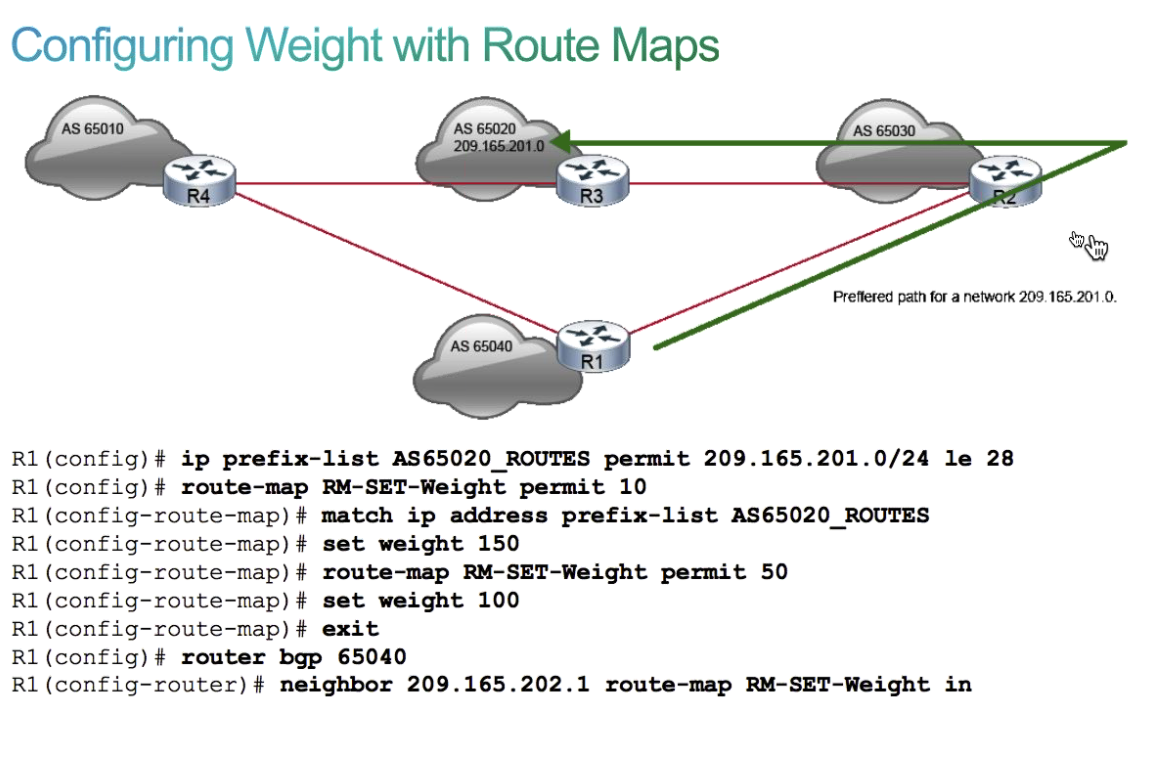 Configuring Weight with Route Maps
AS 65010
AS 65020
209.165.201.0
AS 65030
R4
R3
R2
Preffered path for a network 209.165.201.0.
AS 65040
R1
R1(config)# ip prefix-list AS65020_ROUTES permit 209.165.201.0/24 le 28
R1(config)# route-map RM-SET-Weight permit 10
R1(config-route-map)# match ip address prefix-list AS65020_ROUTES
R1(config-route-map)# set weight 150
R1(config-route-map)# route-map RM-SET-Weight permit 50
R1(config-route-map)# set weight 100
R1(config-route-map)# exit
R1(config)# router bgp 65040
R1(config-router)# neighbor 209.165.202.1 route-map RM-SET-Weight in